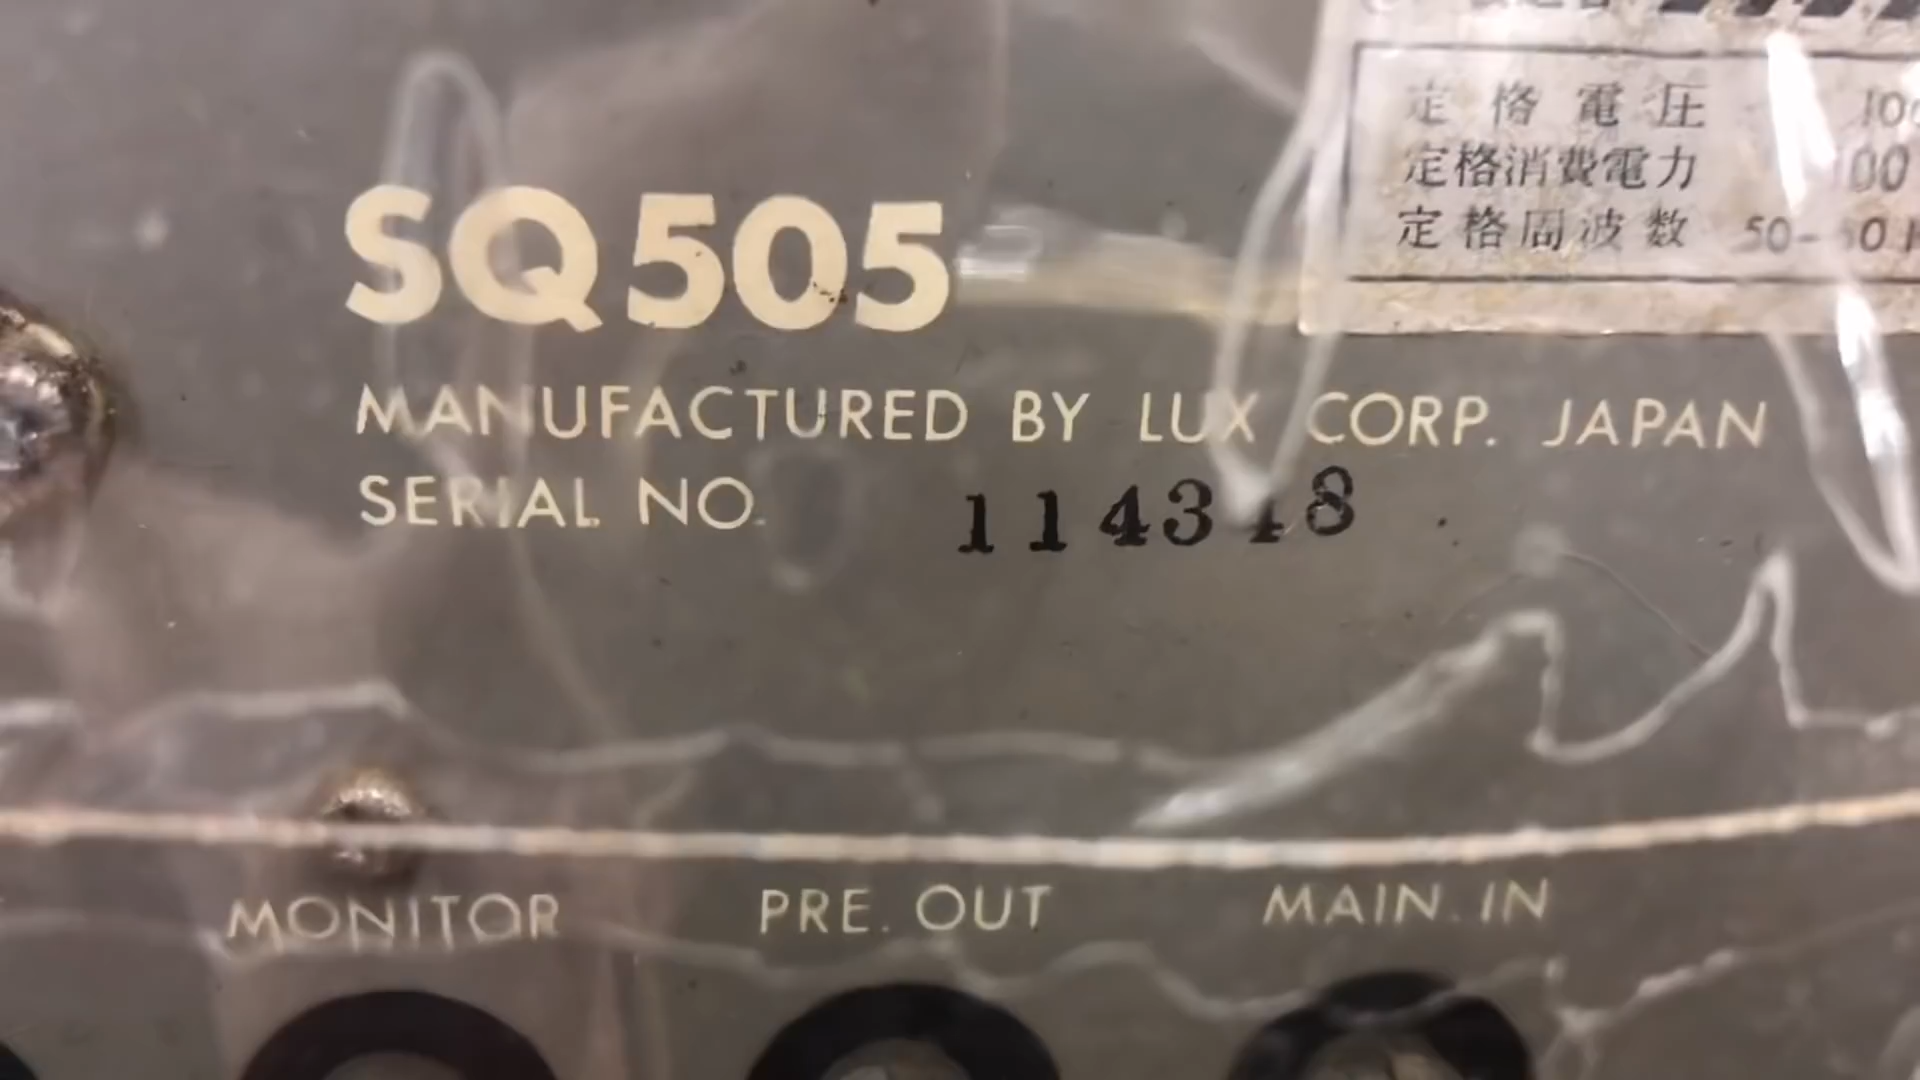 定格電圧
定格消費電力 100
定格周波数
SQ505
MANUFACTURED BY LUX CORP. JAPAN
SERIAL NO.
MONITOR PRE. OUT MAIN. IN